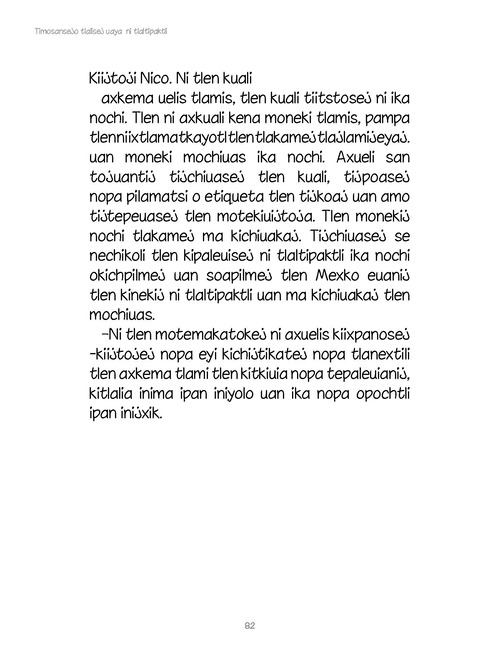 Timosansejo tlalisej uaya ni tlaltipaktli
Kiijtoji Nico. Ni tlen kuali
axkema uelis tlamis, tlen kuali tiitstosej ni ika
nochi. Tlen ni axkuali kena moneki tlamis, pampa
tlenniixtlamatkayotltlentlakamejtlajlamijeyaj.
uan moneki mochiuas ika nochi. Axueli san
tojuantij tijchiuasej tlen kuali, tijpoasej
nopa pilamatsi o etiqueta tlen tijkoaj uan amo
tijtepeuasej tlen motekiuijtoja. Tlen monekij
nochi tlakamej ma kichiuakaj. Tijchiuasej se
nechikoli tlen kipaleuisej ni tlaltipaktli ika nochi
okichpilmej uan soapilmej tlen Mexko euanij
tlen kinekij ni tlaltipaktli uan ma kichiuakaj tlen
mochiuas.
–Ni tlen motemakatokej ni axuelis kiixpanosej
-kiijtojej nopa eyi kichijtikatej nopa tlanextili
tlen axkema tlami tlen kitkiuia nopa tepaleuianij,
kitlalia inima ipan iniyolo uan ika nopa opochtli
ipan inijxik.
82